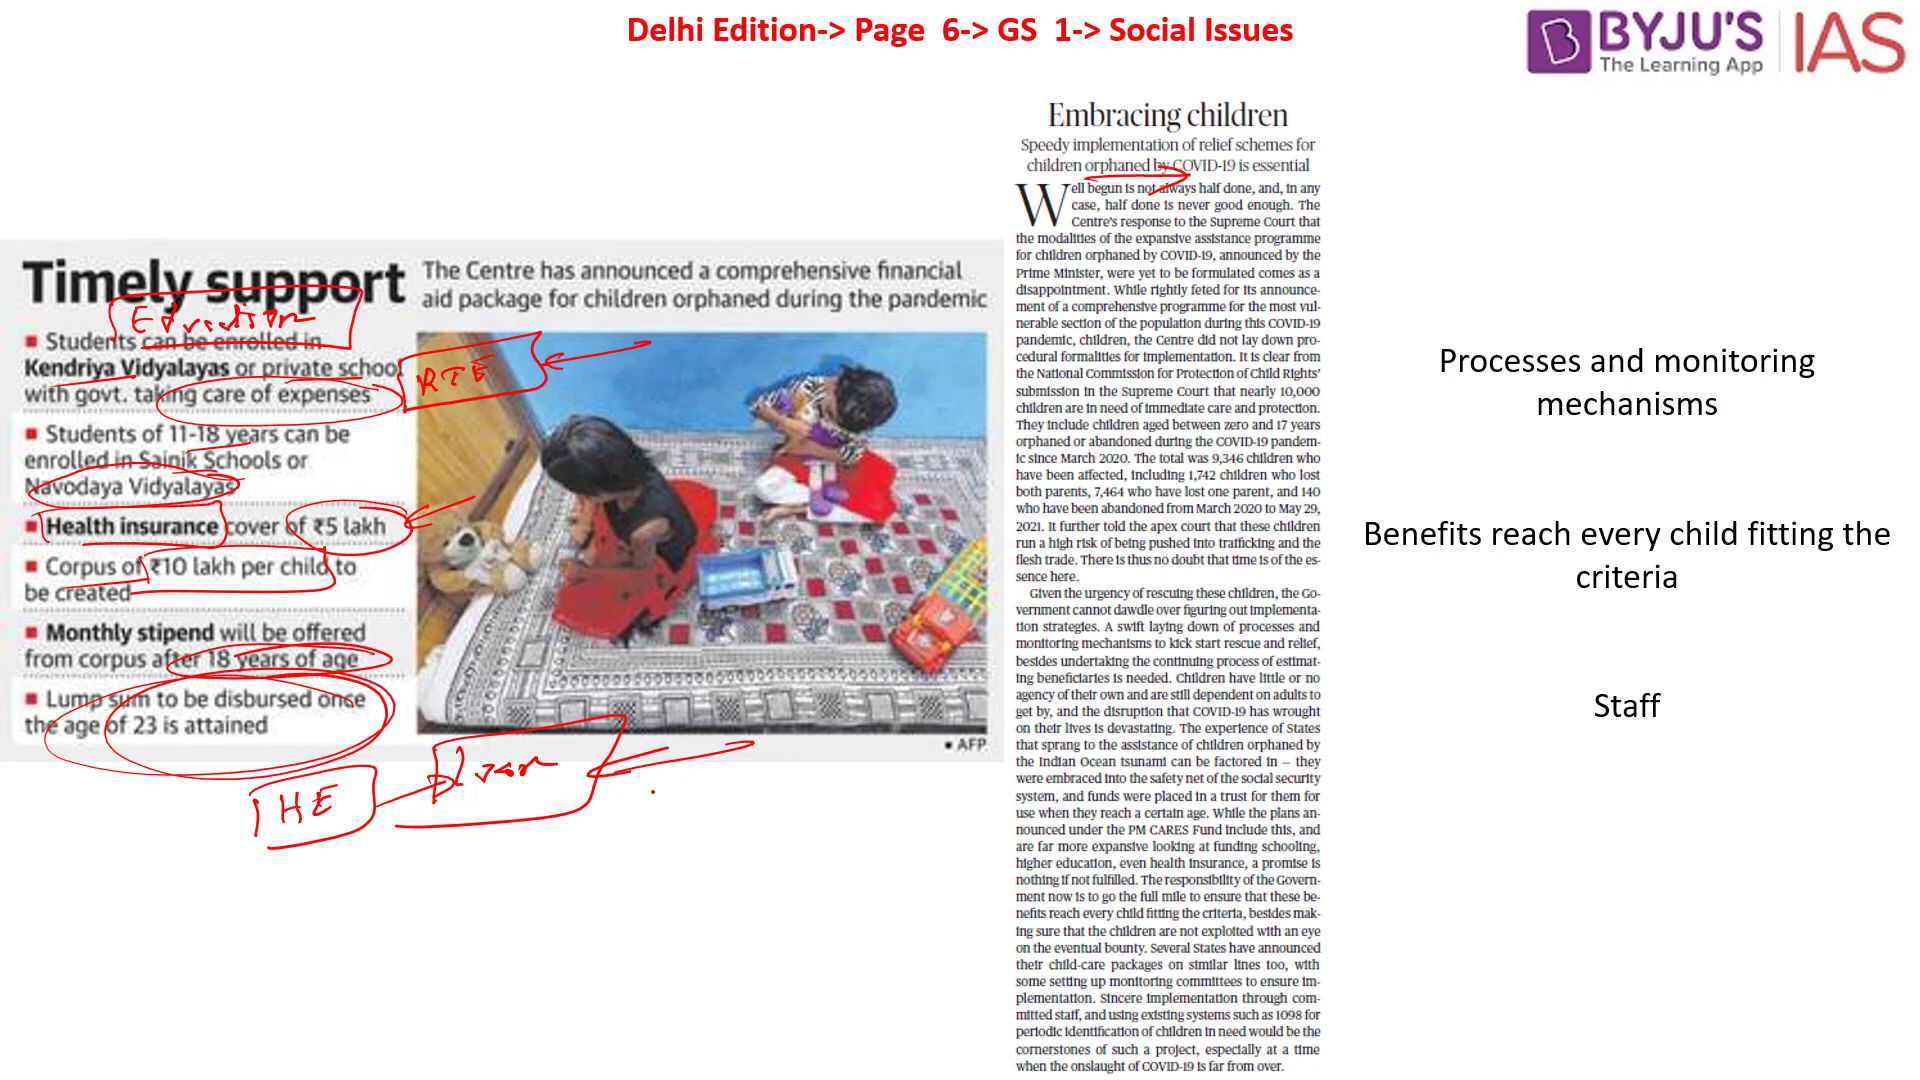 Delhi Edition-> Page 6-> GS 1-> Social Issues
BYJU'S
The Learning App
IAS
Timely support
The Centre has announced a comprehensive financial
aid package for children orphaned during the pandemic
Education
Students can be enrolled in
Kendriya Vidyalayas or private school
with govt. taking care of expenses
RTE
Students of 11-18 years can be
enrolled in Sainik Schools or
Navodaya Vidyalayas
Health insurance cover of ₹5 lakh
Corpus of ₹10 lakh per child to
be created
Monthly stipend will be offered
from corpus after 18 years of age
Lump sum to be disbursed once
the age of 23 is attained
• AFP
HE
Embracing children
Speedy implementation of relief schemes for
children orphaned by COVID-19 is essential
Well begun is not always half done, and, in any
case, half done is never good enough. The
Centre's response to the Supreme Court that
the modalities of the expansive assistance programme
for children orphaned by COVID-19, announced by the
Prime Minister, were yet to be formulated comes as a
disappointment. While rightly feted for its announce-
ment of a comprehensive programme for the most vul-
nerable section of the population during this COVID-19
pandemic, children, the Centre did not lay down pro-
cedural formalities for implementation. It is clear from
the National Commission for Protection of Child Rights'
submission in the Supreme Court that nearly 10,000
children are in need of immediate care and protection.
They include children aged between zero and 17 years
orphaned or abandoned during the COVID-19 pandem-
ic since March 2020. The total was 9,346 children who
have been affected, including 1,742 children who lost
both parents, 7,464 who have lost one parent, and 140
who have been abandoned from March 2020 to May 29,
2021. It further told the apex court that these children
run a high risk of being pushed into trafficking and the
flesh trade. There is thus no doubt that time is of the es-
sence here.
Given the urgency of rescuing these children, the Go-
vernment cannot dawdle over figuring out implementa-
tion strategies. A swift laying down of processes and
monitoring mechanisms to kick start rescue and relief,
besides undertaking the continuing process of estimat-
ing beneficiaries is needed. Children have little or no
agency of their own and are still dependent on adults to
get by, and the disruption that COVID-19 has wrought
on their lives is devastating. The experience of States
that sprang to the assistance of children orphaned by
the Indian Ocean tsunami can be factored in – they
were embraced into the safety net of the social security
system, and funds were placed in a trust for them for
use when they reach a certain age. While the plans an-
nounced under the PM CARES Fund include this, and
are far more expansive looking at funding schooling,
higher education, even health insurance, a promise is
nothing if not fulfilled. The responsibility of the Govern-
ment now is to go the full mile to ensure that these be-
nefits reach every child fitting the criteria, besides mak-
ing sure that the children are not exploited with an eye
on the eventual bounty. Several States have announced
their child-care packages on similar lines too, with
some setting up monitoring committees to ensure im-
plementation. Sincere implementation through com-
mitted staff, and using existing systems such as 1098 for
periodic identification of children in need would be the
cornerstones of such a project, especially at a time
when the onslaught of COVID-19 is far from over.
Processes and monitoring
mechanisms
Benefits reach every child fitting the
criteria
Staff